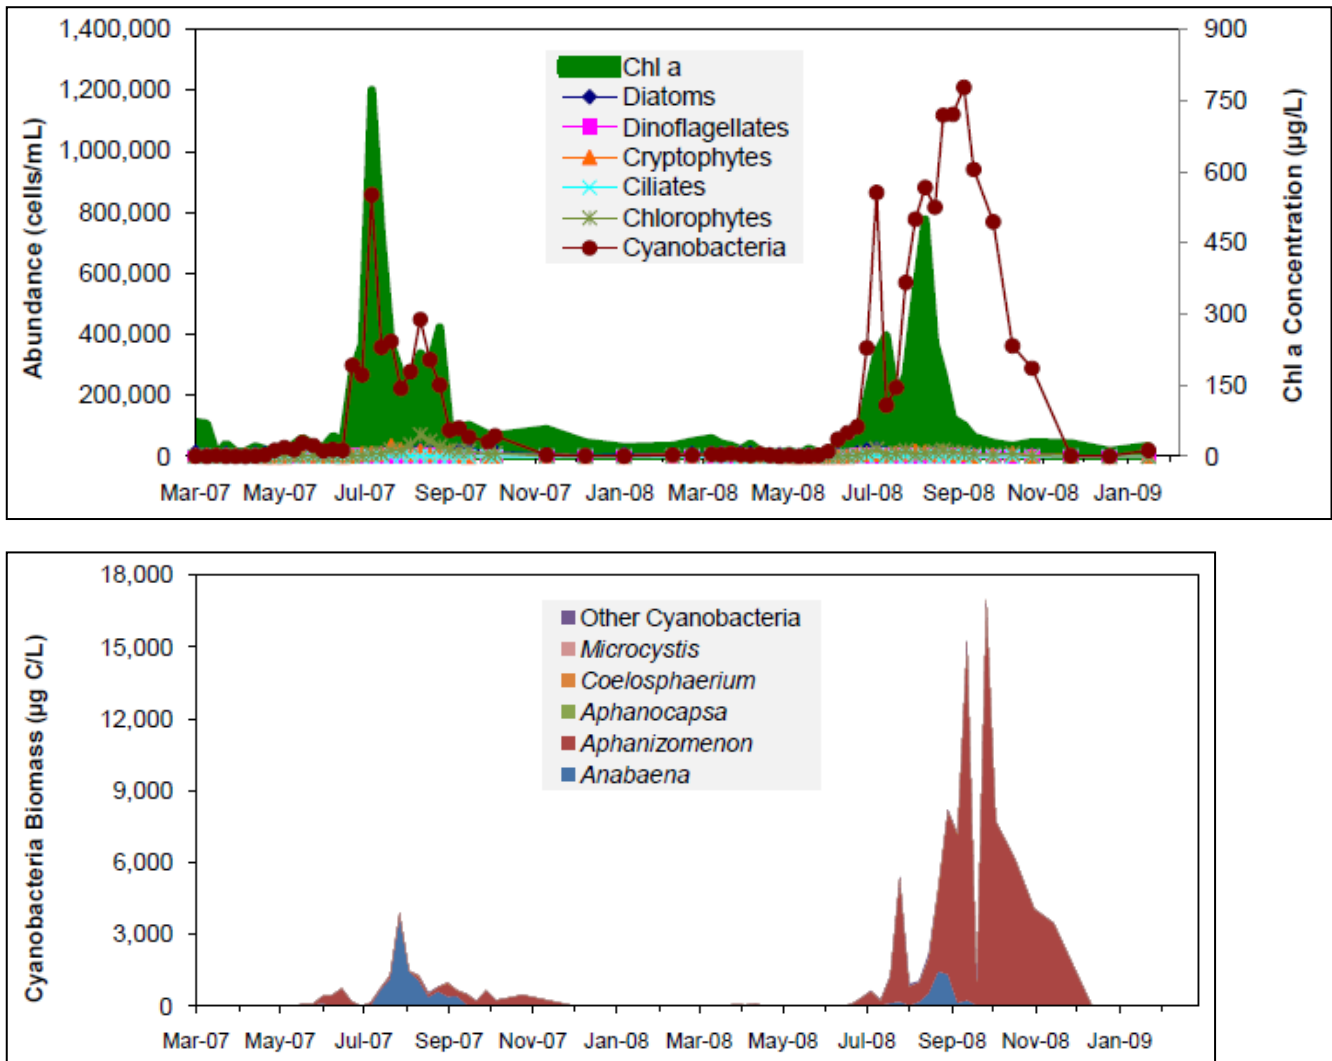 Abundance (cells/mL)
1,400,000
1,200,000
1,000,000
800,000
600,000
400,000
200,000
0
Chl a
Diatoms
Dinoflagellates
Cryptophytes
Ciliates
Chlorophytes
Cyanobacteria
900
750
600
450
300
150
0
Chl a Concentration (µg/L)
Mar-07 May-07 Jul-07 Sep-07 Nov-07 Jan-08 Mar-08 May-08 Jul-08 Sep-08 Nov-08 Jan-09
Cyanobacteria Biomass (µg C/L)
18,000
15,000
12,000
9,000
6,000
3,000
0
Other Cyanobacteria
Microcystis
Coelosphaerium
Aphanocapsa
Aphanizomenon
Anabaena
Mar-07 May-07 Jul-07 Sep-07 Nov-07 Jan-08 Mar-08 May-08 Jul-08 Sep-08 Nov-08 Jan-09